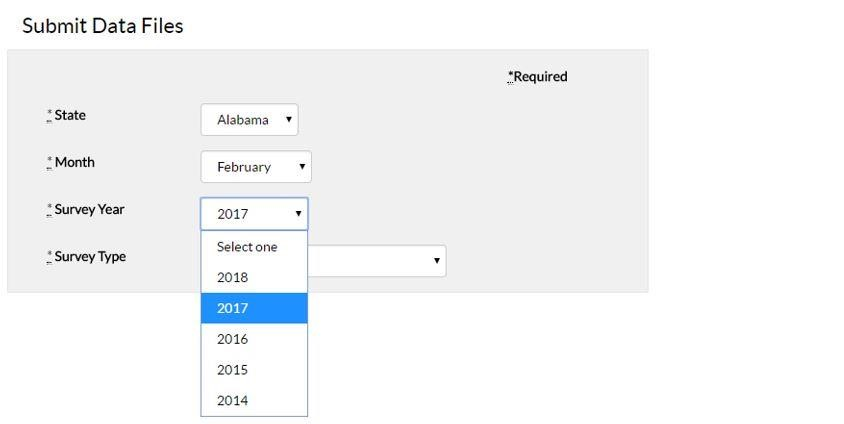 Submit Data Files
*Required
* State
Alabama
* Month
February
* Survey Year
2017
Select one
* Survey Type
2018
2017
2016
2015
2014